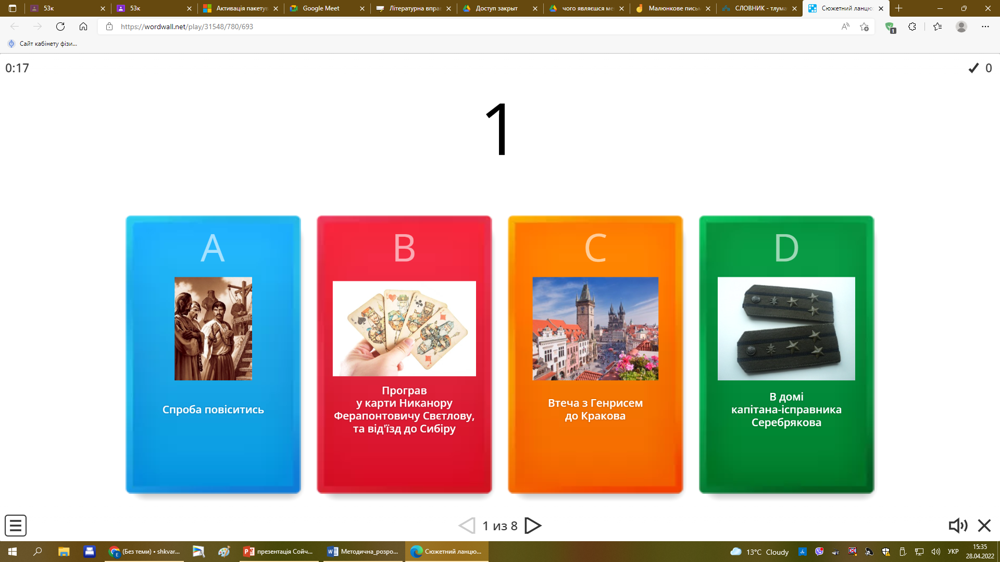 53к
53к
Активація пакету
Google Meet
Літературна впра
Доступ закрыт
чого являєшся ме
Малюнкове письм
СЛОВНИК - тлума
Сюжетний ланцю
https://wordwall.net/play/31548/780/693
1
Сайт кабінету фізи...
0:17
0
1
A
B
C
D
Спроба повіситись
Програв
у карти Никанору
Ферапонтовичу Свєтлову,
та від'їзд до Сибіру
Втеча з Генрисем
до Кракова
В домі
капітана-ісправника
Серебрякова
1 из 8
(Без теми) • shkvar...
презентація Сойч...
Методична_розро...
Сюжетний ланцю...
13°C Cloudy
УКР
15:35
28.04.2022